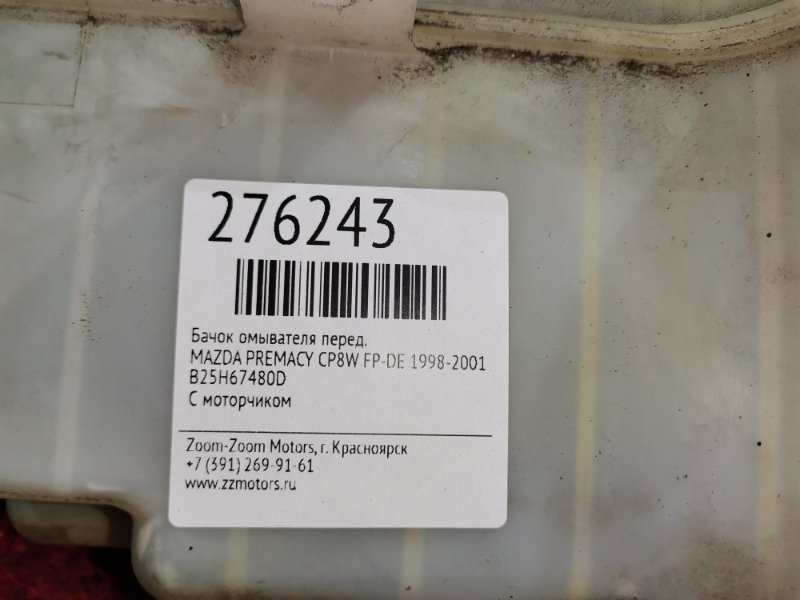 276243
Бачок омывателя перед.
MAZDA PREMACY CP8W FP-DE 1998-2001
B25H67480D
С моторчиком
Zoom-Zoom Motors, г. Красноярск
+7 (391) 269-91-61
www.zzmotors.ru